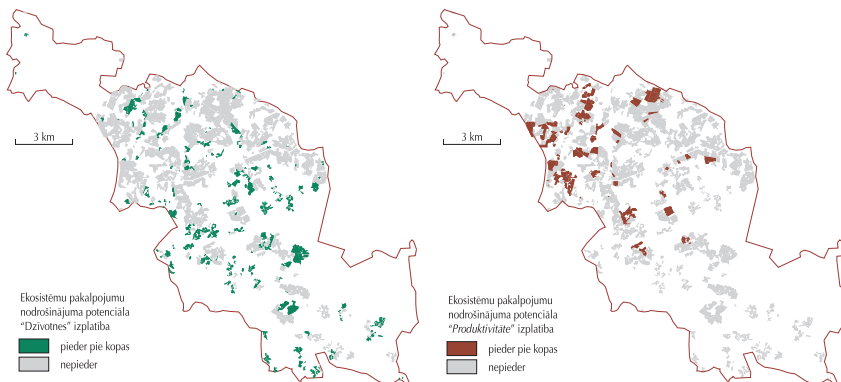 3 km
Ekosistēmu pakalpojumu
nodrošinājuma potenciāla
“Dzīvotnes” izplatība
pieder pie kopas
nepieder
3 km
Ekosistēmu pakalpojumu
nodrošinājuma potenciāla
“Produktivitāte” izplatība
pieder pie kopas
nepieder